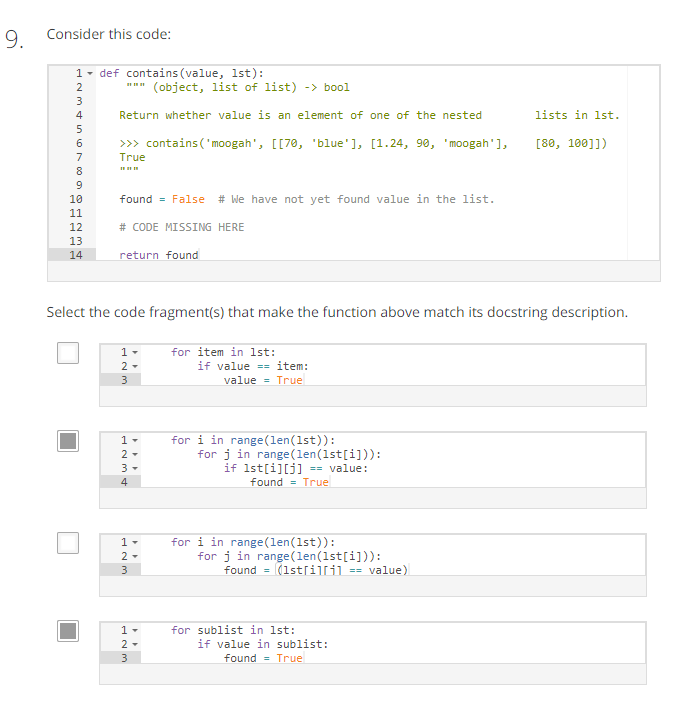 9. Consider this code:
1 def contains(value, lst):
2 """ (object, list of list) -> bool
3
4 Return whether value is an element of one of the nested lists in lst.
5
6 >>> contains('moogah', [[70, 'blue'], [1.24, 90, 'moogah'], [80, 100]])
7 True
8 """
9
10 found = False # We have not yet found value in the list.
11
12 # CODE MISSING HERE
13
14 return found
Select the code fragment(s) that make the function above match its docstring description.
1 for item in lst:
2 if value == item:
3 value = True
1 for i in range(len(lst)):
2 for j in range(len(lst[i])):
3 if lst[i][j] == value:
4 found = True
1 for i in range(len(lst)):
2 for j in range(len(lst[i])):
3 found = (lst[i][j] == value)
1 for sublist in lst:
2 if value in sublist:
3 found = True